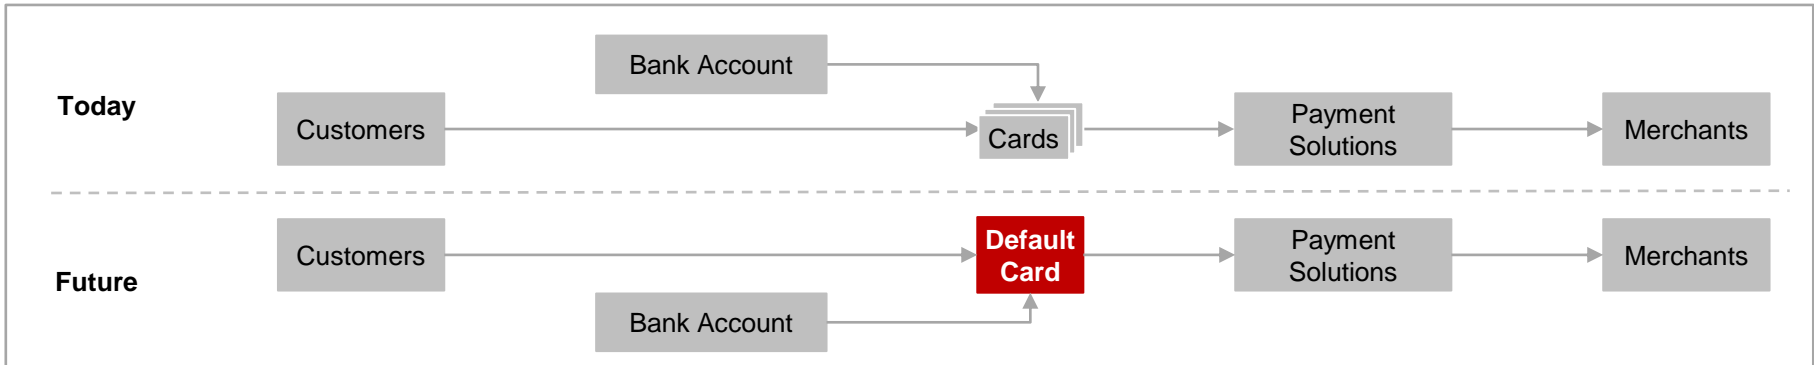 Today
Bank Account
Customers
Cards
Payment
Solutions
Merchants
Future
Customers
Default
Card
Payment
Solutions
Merchants
Bank Account